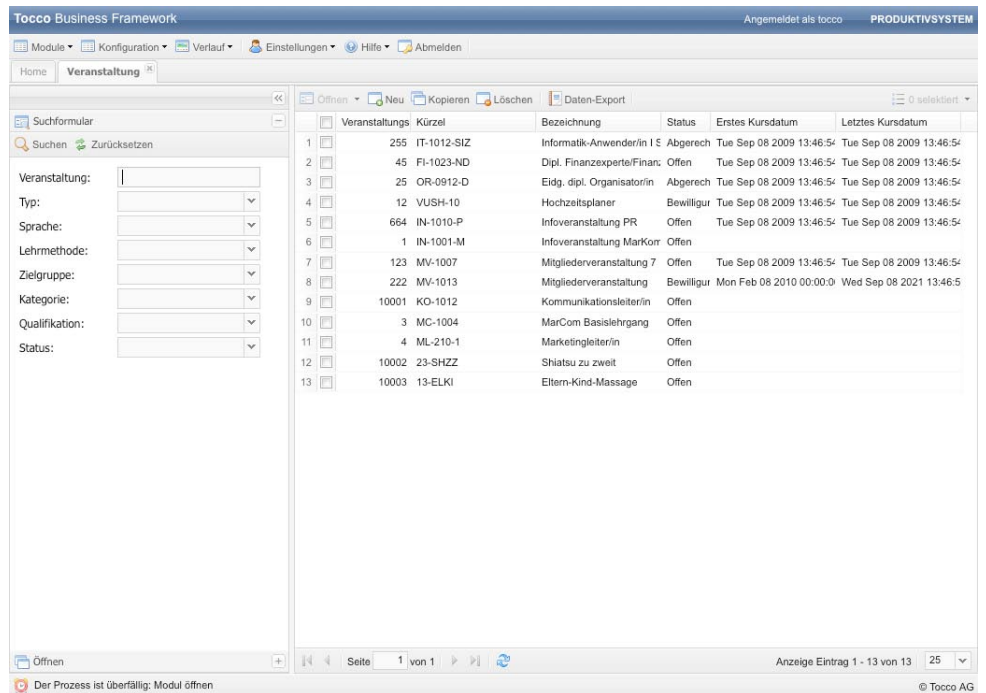 Tocco Business Framework Angemeldet als tocco PRODUKTIVSYSTEM
Module Konfiguration Verlauf Einstellungen Hilfe Abmelden
Home Veranstaltung
Suchformular
Suchen Zurücksetzen
Veranstaltung:
Typ:
Sprache:
Lehrmethode:
Zielgruppe:
Kategorie:
Qualifikation:
Status:
Öffnen
Öffnen Neu Kopieren Löschen Daten-Export 0 selektiert
Veranstaltungs Kürzel Bezeichnung Status Erstes Kursdatum Letztes Kursdatum
1 255 IT-1012-SIZ Informatik-Anwender/in I S Abgerech Tue Sep 08 2009 13:46:54 Tue Sep 08 2009 13:46:54
2 45 FI-1023-ND Dipl. Finanzexperte/Finanz Offen Tue Sep 08 2009 13:46:54 Tue Sep 08 2009 13:46:54
3 25 OR-0912-D Eidg. dipl. Organisator/in Abgerech Tue Sep 08 2009 13:46:54 Tue Sep 08 2009 13:46:54
4 12 VUSH-10 Hochzeitsplaner Bewilligur Tue Sep 08 2009 13:46:54 Tue Sep 08 2009 13:46:54
5 664 IN-1010-P Infoveranstaltung PR Offen Tue Sep 08 2009 13:46:54 Tue Sep 08 2009 13:46:54
6 1 IN-1001-M Infoveranstaltung MarKom Offen
7 123 MV-1007 Mitgliederveranstaltung 7 Offen Tue Sep 08 2009 13:46:54 Tue Sep 08 2009 13:46:54
8 222 MV-1013 Mitgliederveranstaltung Bewilligur Mon Feb 08 2010 00:00:0 Wed Sep 08 2021 13:46:5
9 10001 KO-1012 Kommunikationsleiter/in Offen
10 3 MC-1004 MarCom Basislehrgang Offen
11 4 ML-210-1 Marketingleiter/in Offen
12 10002 23-SHZZ Shiatsu zu zweit Offen
13 10003 13-ELKI Eltern-Kind-Massage Offen
Seite 1 von 1 Anzeige Eintrag 1 - 13 von 13 25
Der Prozess ist überfällig: Modul öffnen © Tocco AG